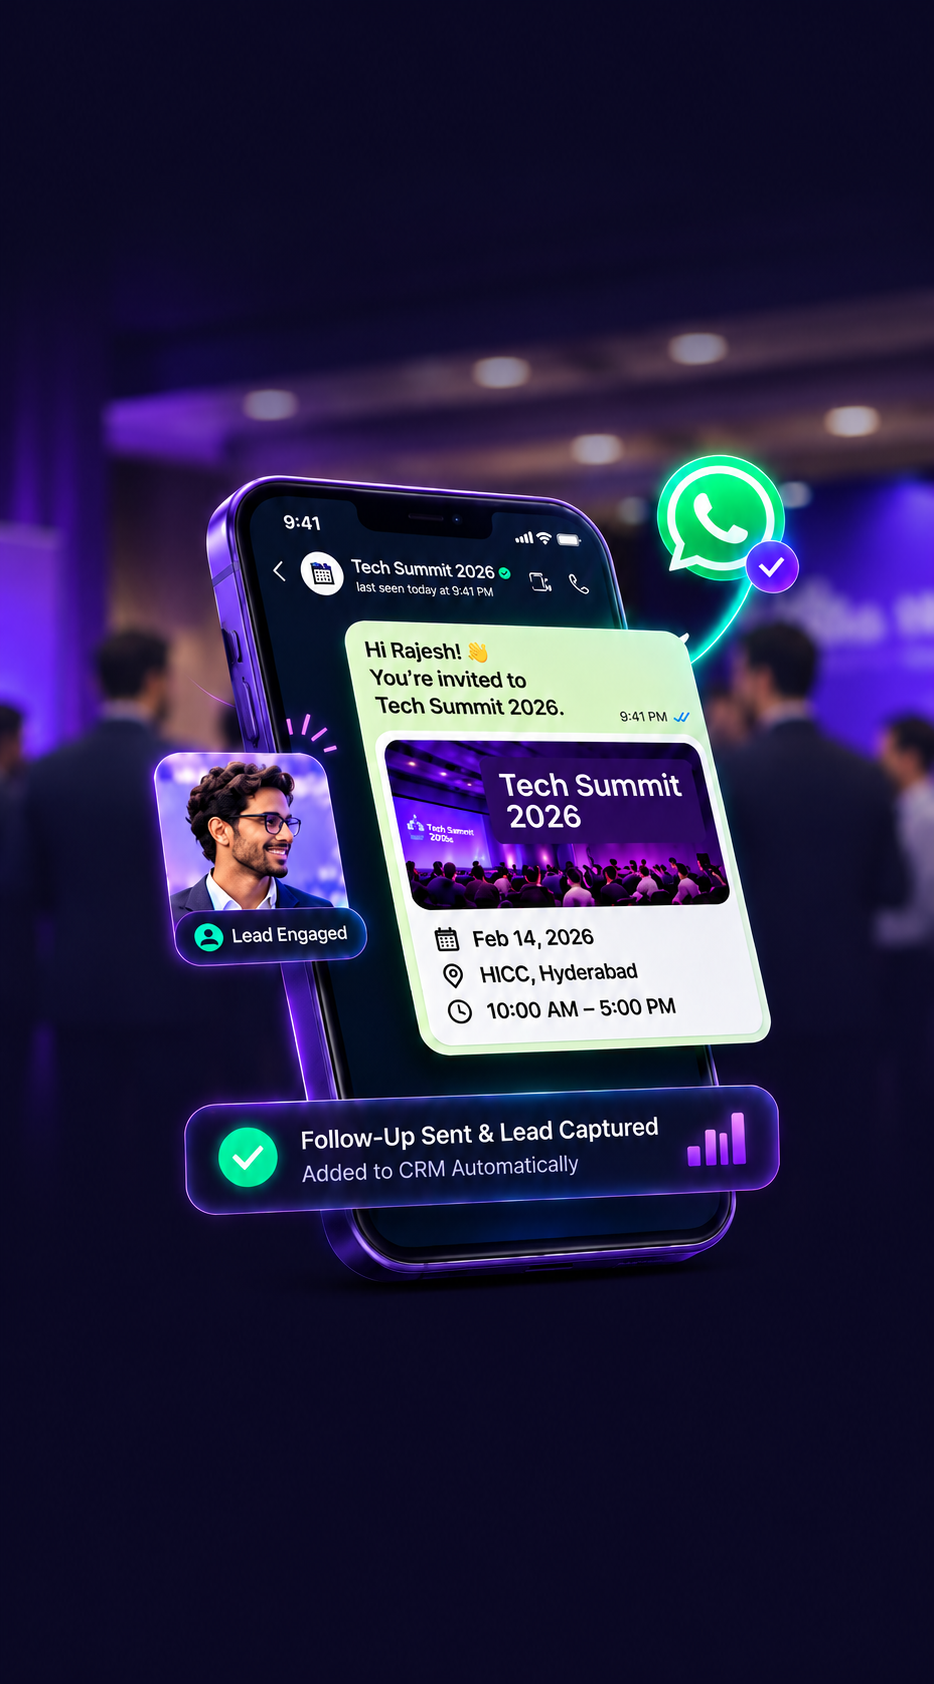 9:41
Tech Summit 2026
last seen today at 9:41 PM
Hi Rajesh! 👋
You're invited to
Tech Summit 2026.
9:41 PM
Tech Summit
2026
Tech Summit
Lead Engaged
Feb 14, 2026
HICC, Hyderabad
10:00 AM – 5:00 PM
Follow-Up Sent & Lead Captured
Added to CRM Automatically